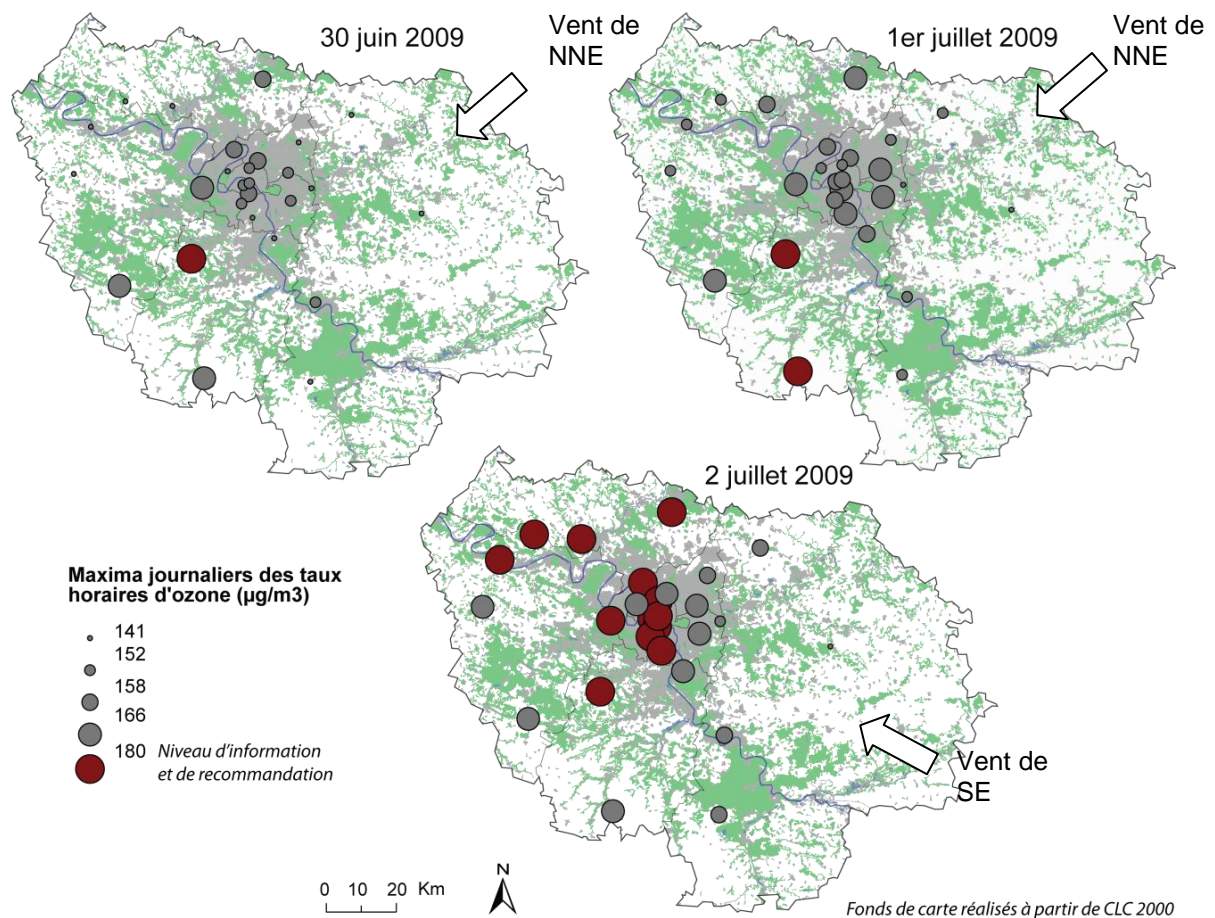 30 juin 2009
Vent de
NNE
1er juillet 2009
Vent de
NNE
2 juillet 2009
Vent de
SE
Maxima journaliers des taux
horaires d'ozone (µg/m3)
141
152
158
166
180 Niveau d'information
et de recommandation
0 10 20 Km
N
Fonds de carte réalisés à partir de CLC 2000